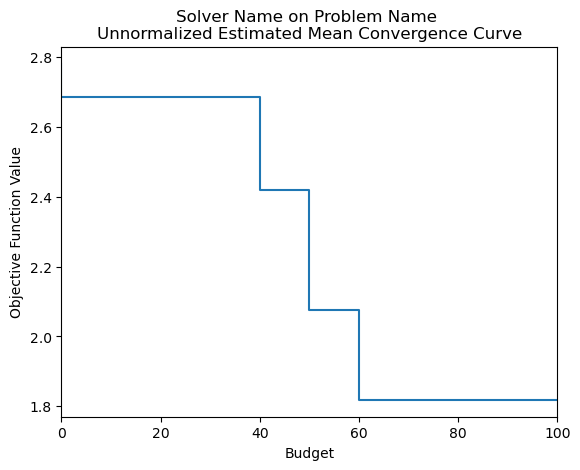 Solver Name on Problem Name
Unnormalized Estimated Mean Convergence Curve
2.8
2.6
2.4
2.2
2.0
1.8
Objective Function Value
0 20 40 60 80 100
Budget